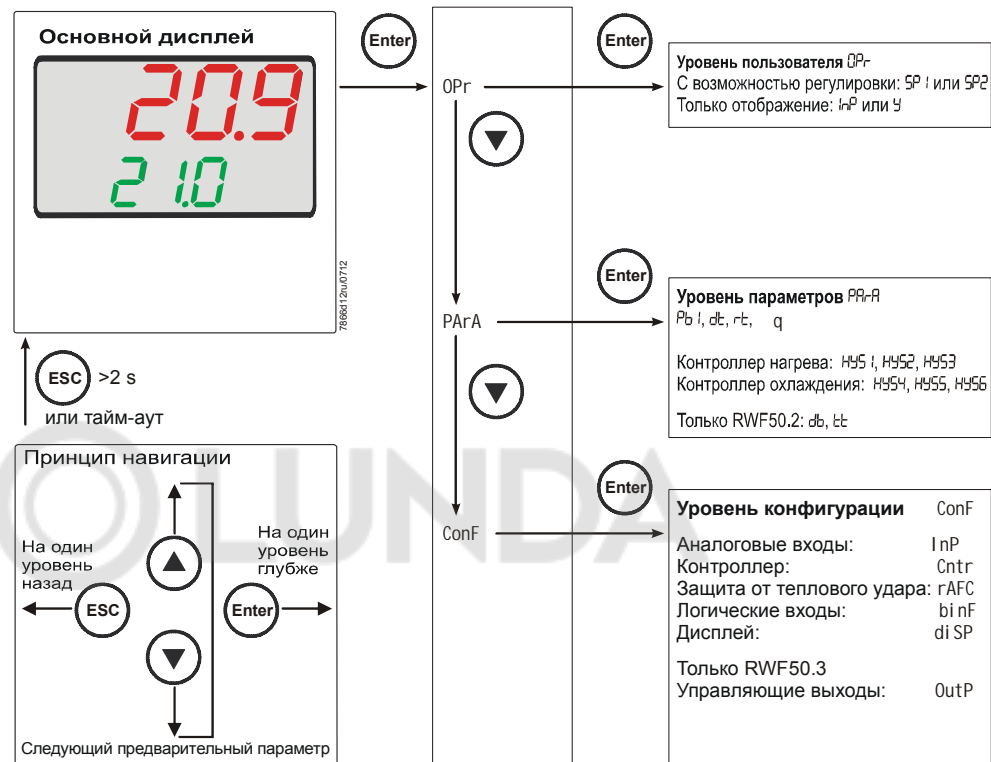 Основной дисплей
20.9
21.0
7866d12ru/0712
ESC >2 s
или тайм-аут
Принцип навигации
На один
уровень
назад
ESC
На один
уровень
глубже
Enter
Следующий предварительный параметр
Enter
OPr
PArA
ConF
Enter
Уровень пользователя OPr
С возможностью регулировки: SP1 или SP2
Только отображение: InP или Y
Enter
Уровень параметров PArA
Pb1, dt, rt, q
Контроллер нагрева: HYS1, HYS2, HYS3
Контроллер охлаждения: HYS4, HYS5, HYS6
Только RWF50.2: db, tt
Enter
Уровень конфигурации ConF
Аналоговые входы: InP
Контроллер: Cntr
Защита от теплового удара: rAFC
Логические входы: binF
Дисплей: diSP
Только RWF50.3
Управляющие выходы: OutP
LUNDA